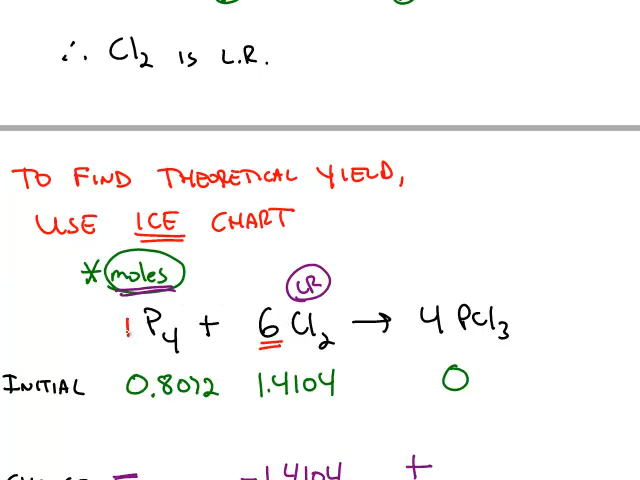 ∴ Cl2 is L.R.
TO FIND THEORETICAL YIELD,
USE ICE CHART
* moles
LR
1 P4 + 6 Cl2 → 4 PCl3
INITIAL 0.8072 1.4104 0
− −1.4104 +